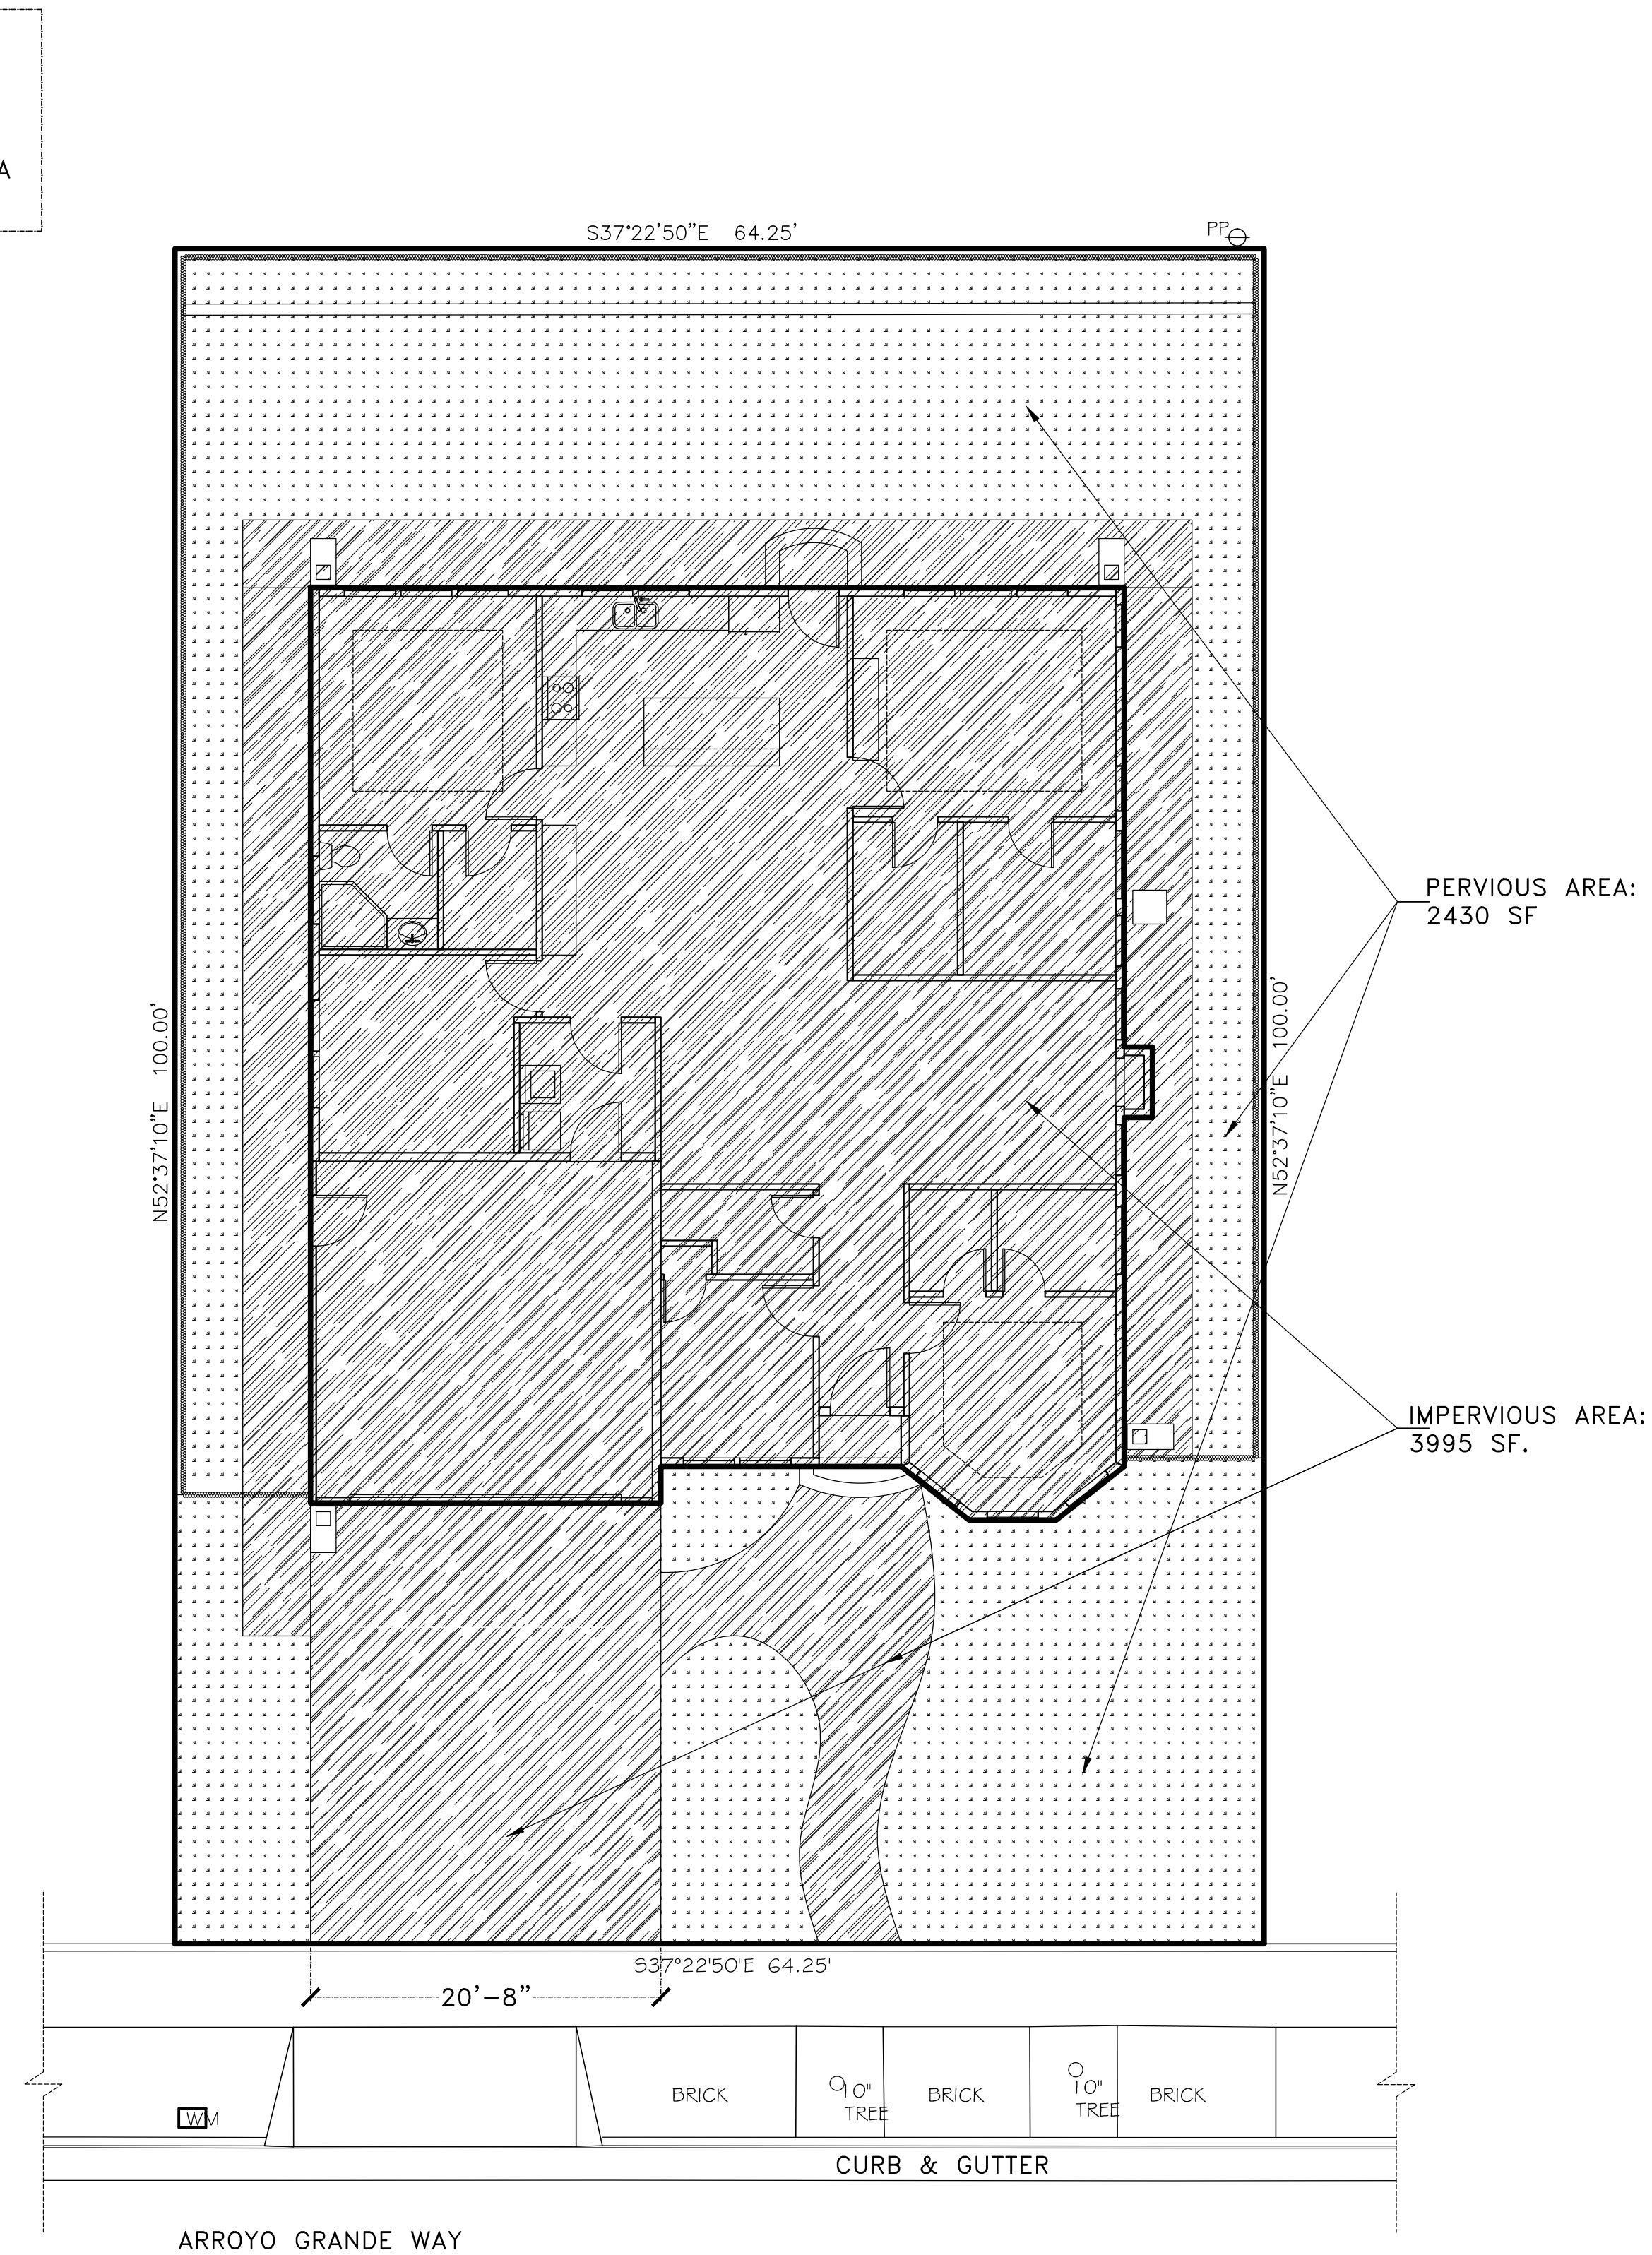 A
S37°22'50"E 64.25'
PP
PERVIOUS AREA:
2430 SF
N52°37'10"E 100.00'
N52°37'10"E 100.00'
IMPERVIOUS AREA:
3995 SF.
S37°22'50"E 64.25'
20'-8"
BRICK
10"
TREE
BRICK
10"
TREE
BRICK
WM
CURB & GUTTER
ARROYO GRANDE WAY